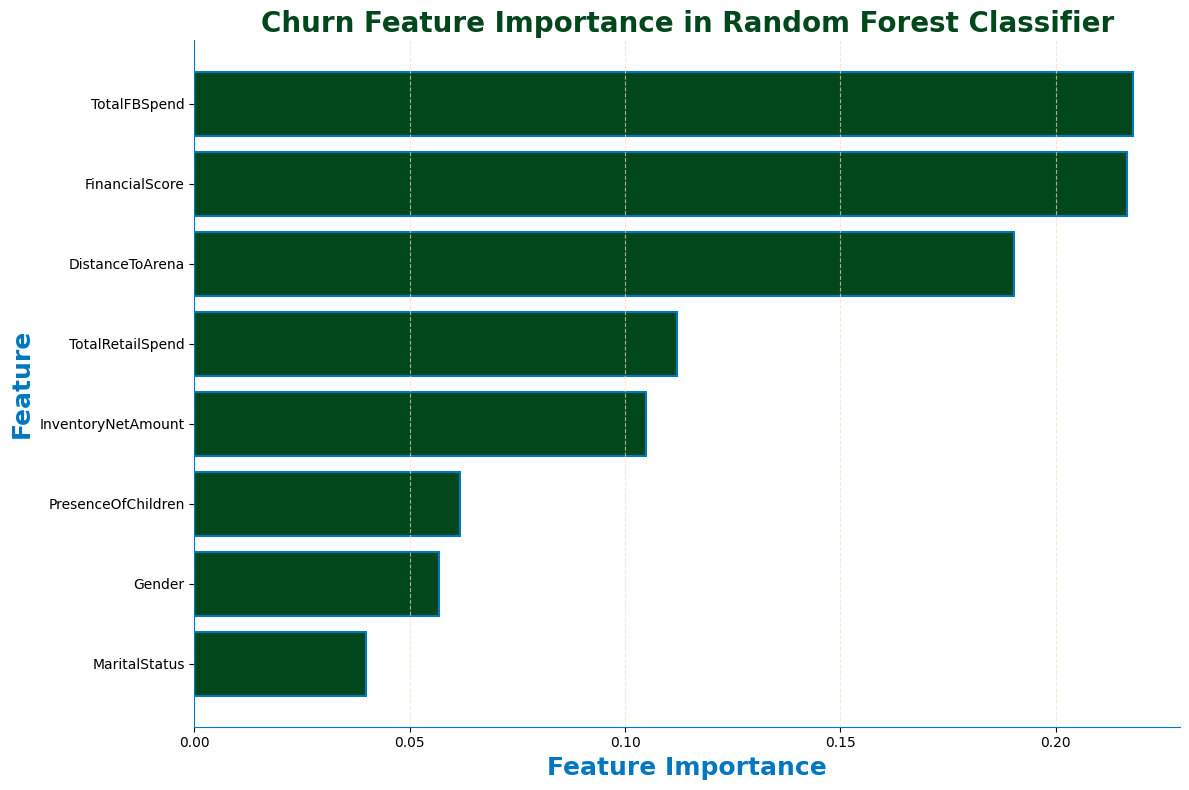 Churn Feature Importance in Random Forest Classifier
Feature
TotalFBSpend
FinancialScore
DistanceToArena
TotalRetailSpend
InventoryNetAmount
PresenceOfChildren
Gender
MaritalStatus
0.00 0.05 0.10 0.15 0.20
Feature Importance